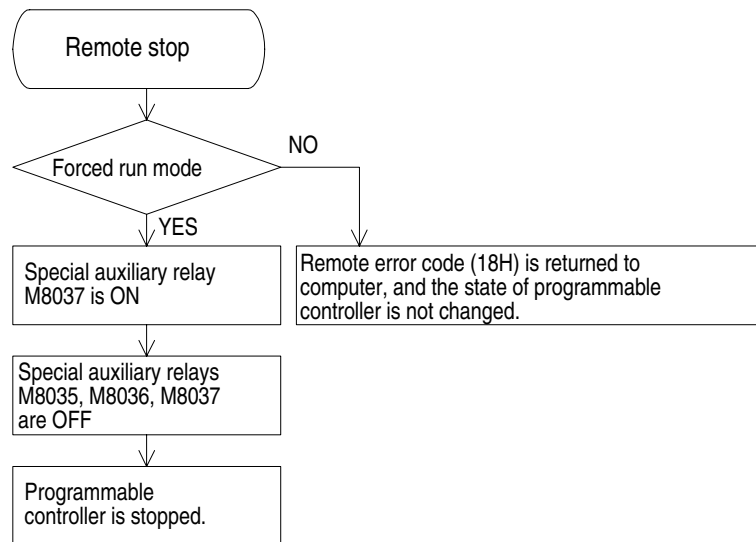 Remote stop
Forced run mode
NO
YES
Special auxiliary relay
M8037 is ON
Remote error code (18H) is returned to
computer, and the state of programmable
controller is not changed.
Special auxiliary relays
M8035, M8036, M8037
are OFF
Programmable
controller is stopped.